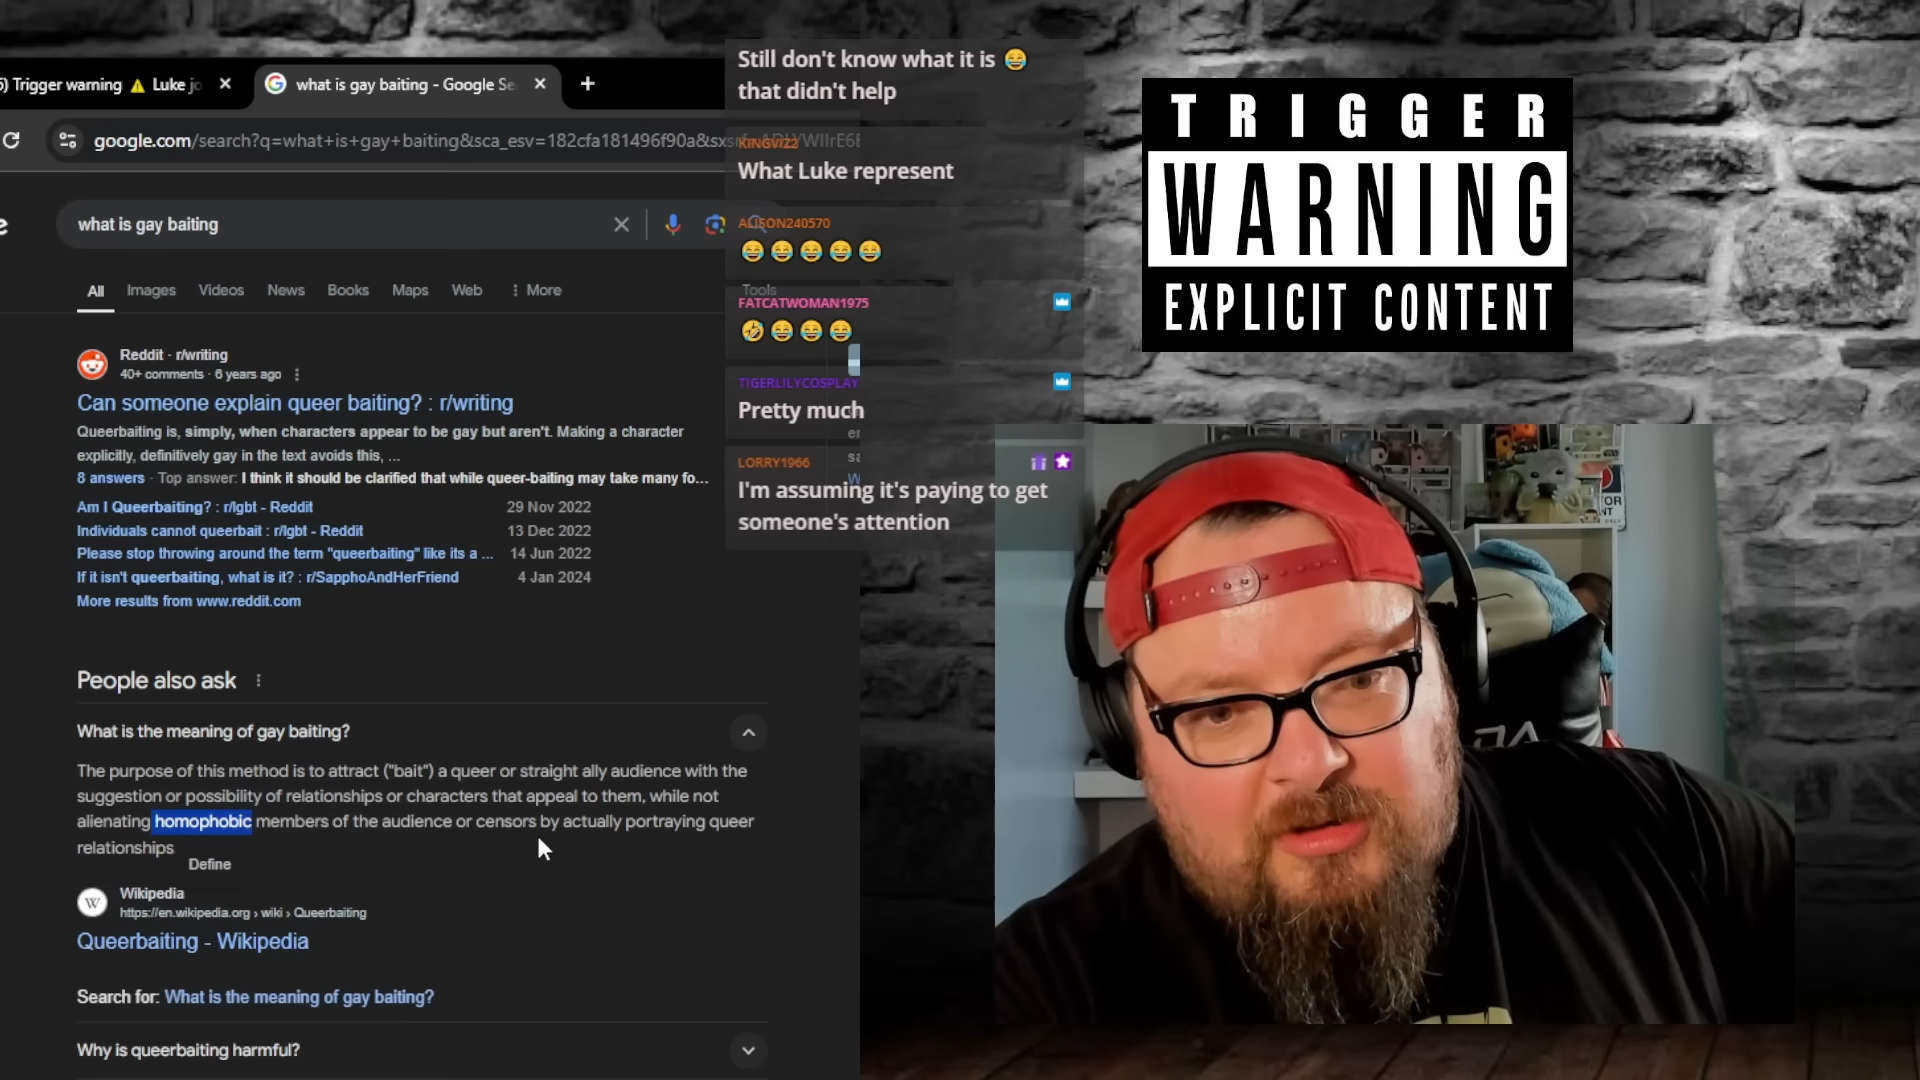 Trigger warning ⚠ Luke jo
what is gay baiting - Google Se
google.com/search?q=what+is+gay+baiting&sca_esv=182cfa181496f90a&sxs
what is gay baiting
All Images Videos News Books Maps Web More Tools
Reddit · r/writing
40+ comments · 6 years ago
Can someone explain queer baiting? : r/writing
Queerbaiting is, simply, when characters appear to be gay but aren't. Making a character
explicitly, definitively gay in the text avoids this, ...
8 answers · Top answer: I think it should be clarified that while queer-baiting may take many fo...
Am I Queerbaiting? : r/lgbt - Reddit 29 Nov 2022
Individuals cannot queerbait : r/lgbt - Reddit 13 Dec 2022
Please stop throwing around the term "queerbaiting" like its a ... 14 Jun 2022
If it isn't queerbaiting, what is it? : r/SapphoAndHerFriend 4 Jan 2024
More results from www.reddit.com
People also ask
What is the meaning of gay baiting?
The purpose of this method is to attract ("bait") a queer or straight ally audience with the
suggestion or possibility of relationships or characters that appeal to them, while not
alienating homophobic members of the audience or censors by actually portraying queer
relationships
Define
W
Wikipedia
https://en.wikipedia.org › wiki › Queerbaiting
Queerbaiting - Wikipedia
Search for: What is the meaning of gay baiting?
Why is queerbaiting harmful?
Still don't know what it is 😂
that didn't help
KINGVIZ2
What Luke represent
ALISON240570
😂😂😂😂😂
FATCATWOMAN1975
🤣😂😂😂
TIGERLILYCOSPLAY
Pretty much
LORRY1966
I'm assuming it's paying to get
someone's attention
TRIGGER
WARNING
EXPLICIT CONTENT